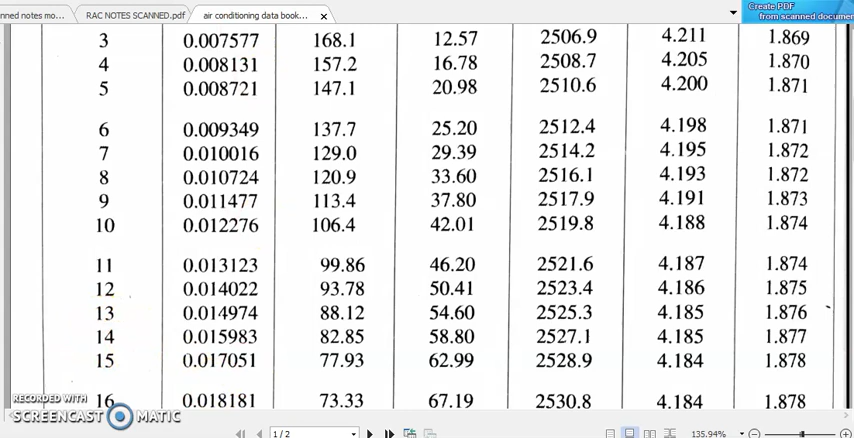 nned notes mo...
RAC NOTES SCANNED.pdf
air conditioning data book...
Create PDF
from scanned documen
3 0.007577 168.1 12.57 2506.9 4.211 1.869
4 0.008131 157.2 16.78 2508.7 4.205 1.870
5 0.008721 147.1 20.98 2510.6 4.200 1.871
6 0.009349 137.7 25.20 2512.4 4.198 1.871
7 0.010016 129.0 29.39 2514.2 4.195 1.872
8 0.010724 120.9 33.60 2516.1 4.193 1.872
9 0.011477 113.4 37.80 2517.9 4.191 1.873
10 0.012276 106.4 42.01 2519.8 4.188 1.874
11 0.013123 99.86 46.20 2521.6 4.187 1.874
12 0.014022 93.78 50.41 2523.4 4.186 1.875
13 0.014974 88.12 54.60 2525.3 4.185 1.876
14 0.015983 82.85 58.80 2527.1 4.185 1.877
15 0.017051 77.93 62.99 2528.9 4.184 1.878
16 0.018181 73.33 67.19 2530.8 4.184 1.878
RECORDED WITH
SCREENCAST MATIC
1 / 2
135.94%